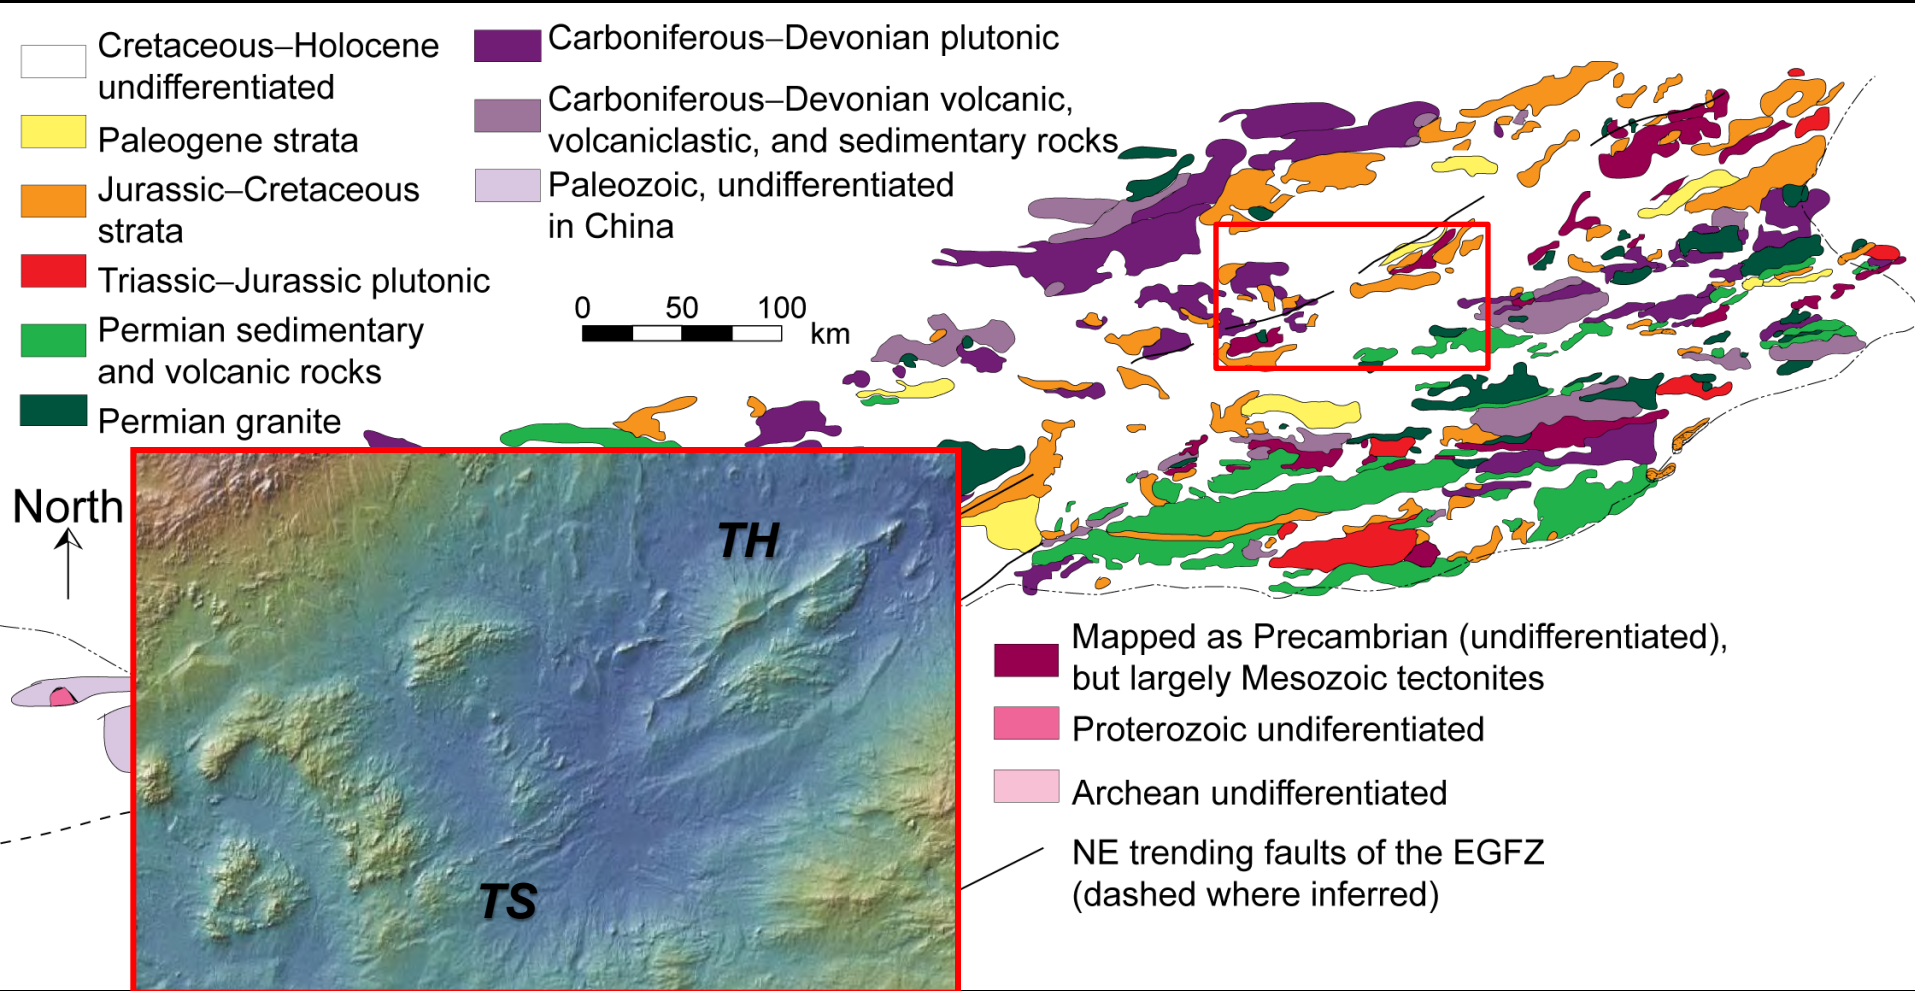 Cretaceous–Holocene
undifferentiated
Paleogene strata
Jurassic–Cretaceous
strata
Triassic–Jurassic plutonic
Permian sedimentary
and volcanic rocks
Permian granite
Carboniferous–Devonian plutonic
Carboniferous–Devonian volcanic,
volcaniclastic, and sedimentary rocks
Paleozoic, undifferentiated
in China
0 50 100
km
North
TH
TS
Mapped as Precambrian (undifferentiated),
but largely Mesozoic tectonites
Proterozoic undiferentiated
Archean undifferentiated
NE trending faults of the EGFZ
(dashed where inferred)